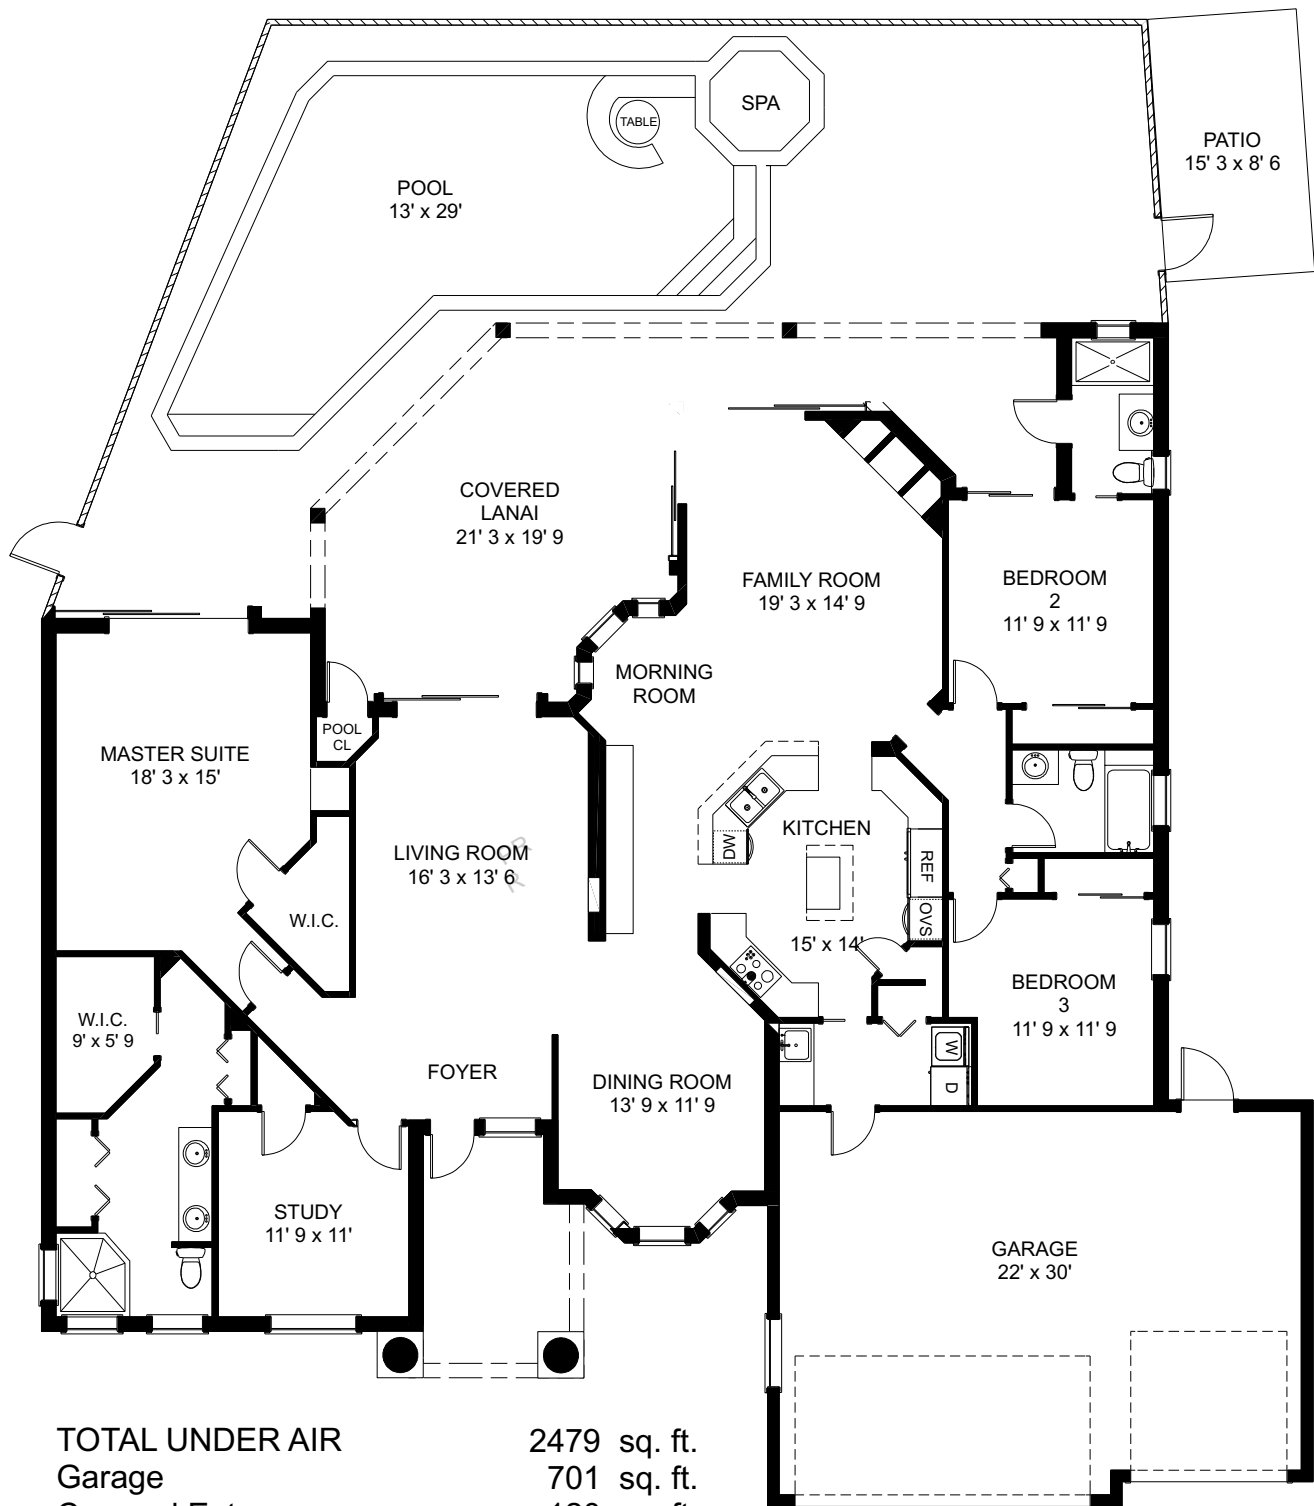 SPA
TABLE
PATIO
15' 3 x 8' 6
POOL
13' x 29'
COVERED
LANAI
21' 3 x 19' 9
FAMILY ROOM
19' 3 x 14' 9
BEDROOM
2
11' 9 x 11' 9
MORNING
ROOM
POOL
CL
MASTER SUITE
18' 3 x 15'
LIVING ROOM
16' 3 x 13' 6
KITCHEN
DW
REF
OVS
15' x 14'
W.I.C.
BEDROOM
3
11' 9 x 11' 9
W.I.C.
9' x 5' 9
W
D
FOYER
DINING ROOM
13' 9 x 11' 9
STUDY
11' 9 x 11'
GARAGE
22' x 30'
TOTAL UNDER AIR 2479 sq. ft.
Garage 701 sq. ft.